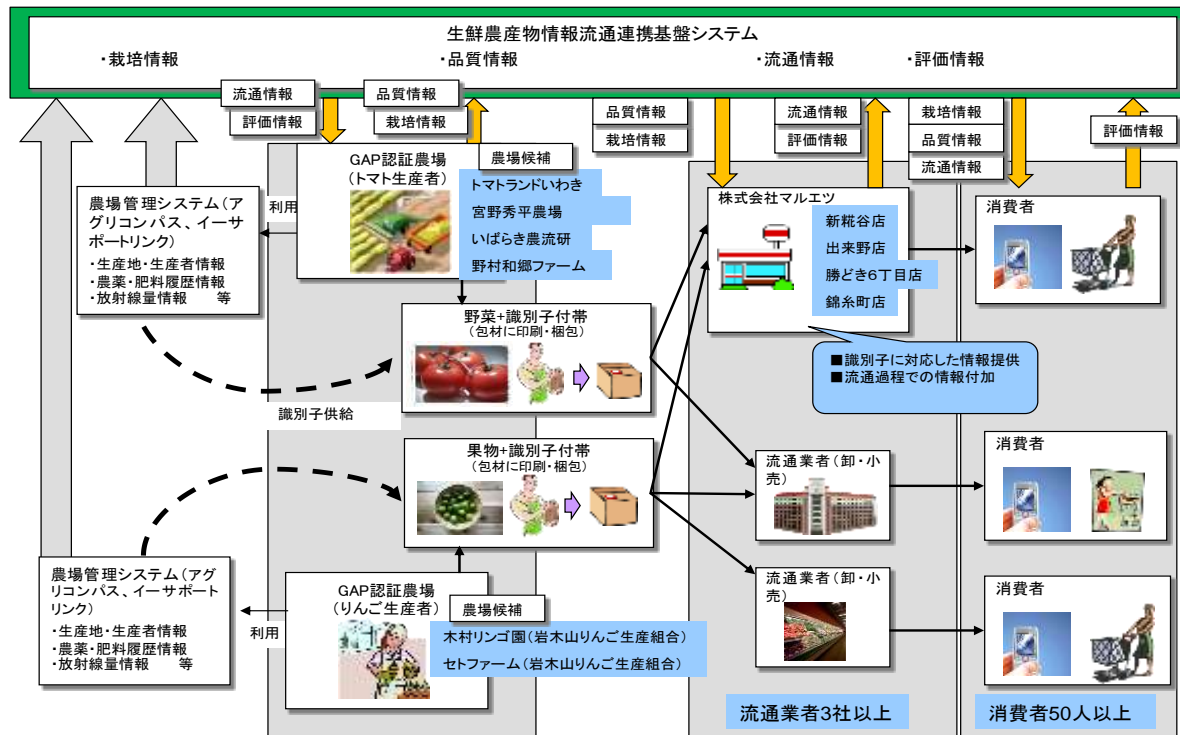 生鮮農産物情報流通連携基盤システム
・栽培情報
・品質情報
・流通情報
・評価情報
流通情報
評価情報
品質情報
栽培情報
品質情報
栽培情報
流通情報
評価情報
栽培情報
品質情報
流通情報
評価情報
農場管理システム(ア
グリコンパス、イーサ
ポートリンク)
・生産地・生産者情報
・農薬・肥料履歴情報
・放射線量情報　等
利用
GAP認証農場
(トマト生産者)
農場候補
トマトランドいわき
宮野秀平農場
いばらき農流研
野村和郷ファーム
野菜+識別子付帯
(包材に印刷・梱包)
識別子供給
果物+識別子付帯
(包材に印刷・梱包)
農場管理システム(アグ
リコンパス、イーサポート
リンク)
・生産地・生産者情報
・農薬・肥料履歴情報
・放射線量情報　等
利用
GAP認証農場
(りんご生産者)
農場候補
木村リンゴ園(岩木山りんご生産組合)
セトファーム(岩木山りんご生産組合)
株式会社マルエツ
新糀谷店
出来野店
勝どき6丁目店
錦糸町店
■識別子に対応した情報提供
■流通過程での情報付加
流通業者(卸・小
売)
流通業者(卸・小
売)
流通業者3社以上
消費者
消費者
消費者
消費者50人以上